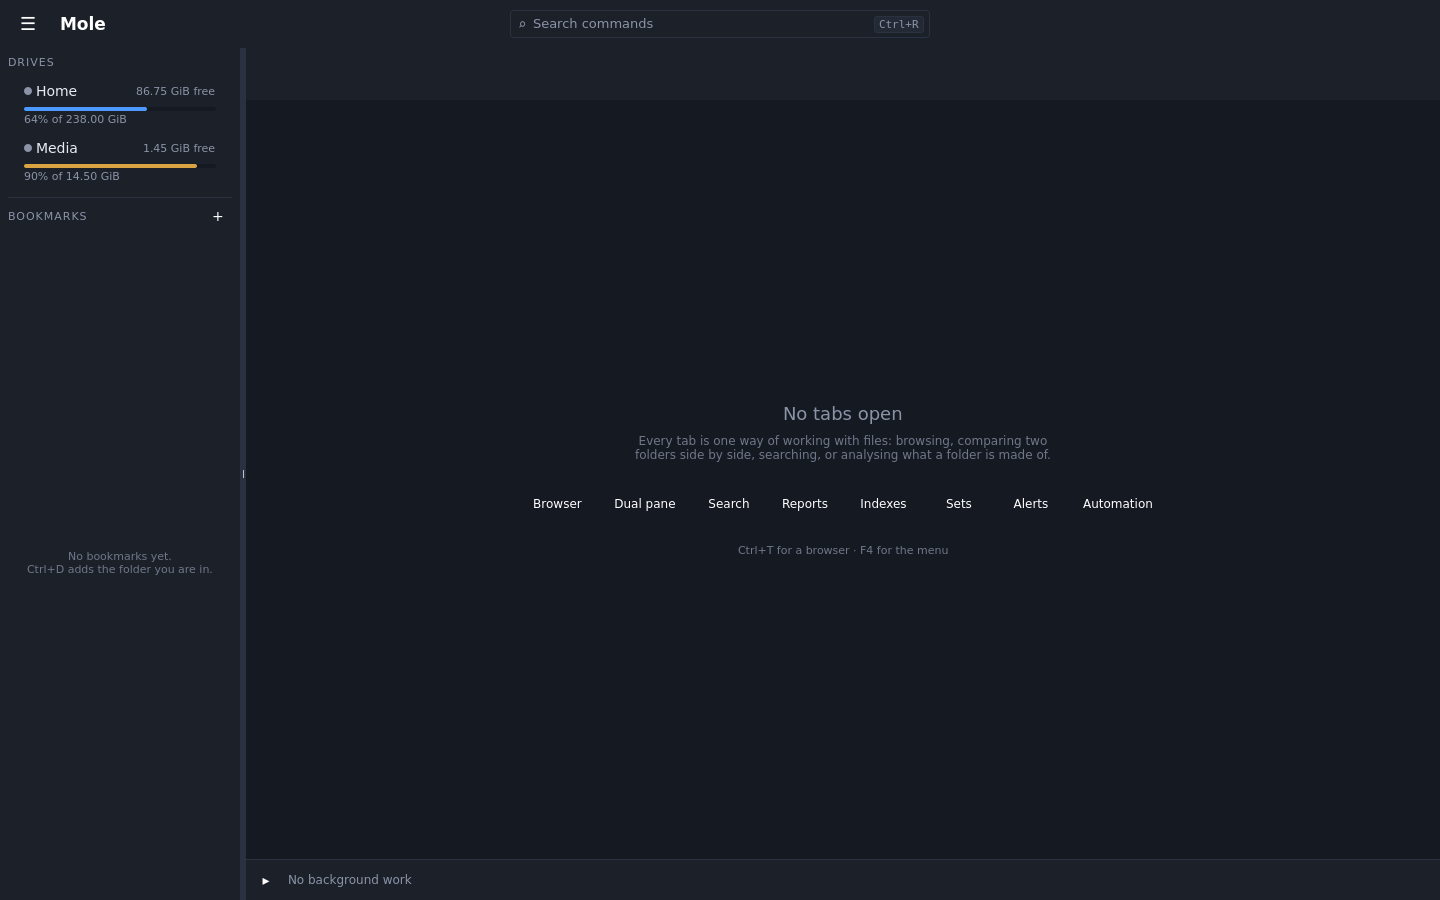 ☰ Mole
⌕ Search commands Ctrl+R
DRIVES
Home 86.75 GiB free
64% of 238.00 GiB
Media 1.45 GiB free
90% of 14.50 GiB
BOOKMARKS +
No bookmarks yet.
Ctrl+D adds the folder you are in.
No tabs open
Every tab is one way of working with files: browsing, comparing two
folders side by side, searching, or analysing what a folder is made of.
Browser Dual pane Search Reports Indexes Sets Alerts Automation
Ctrl+T for a browser · F4 for the menu
▸ No background work